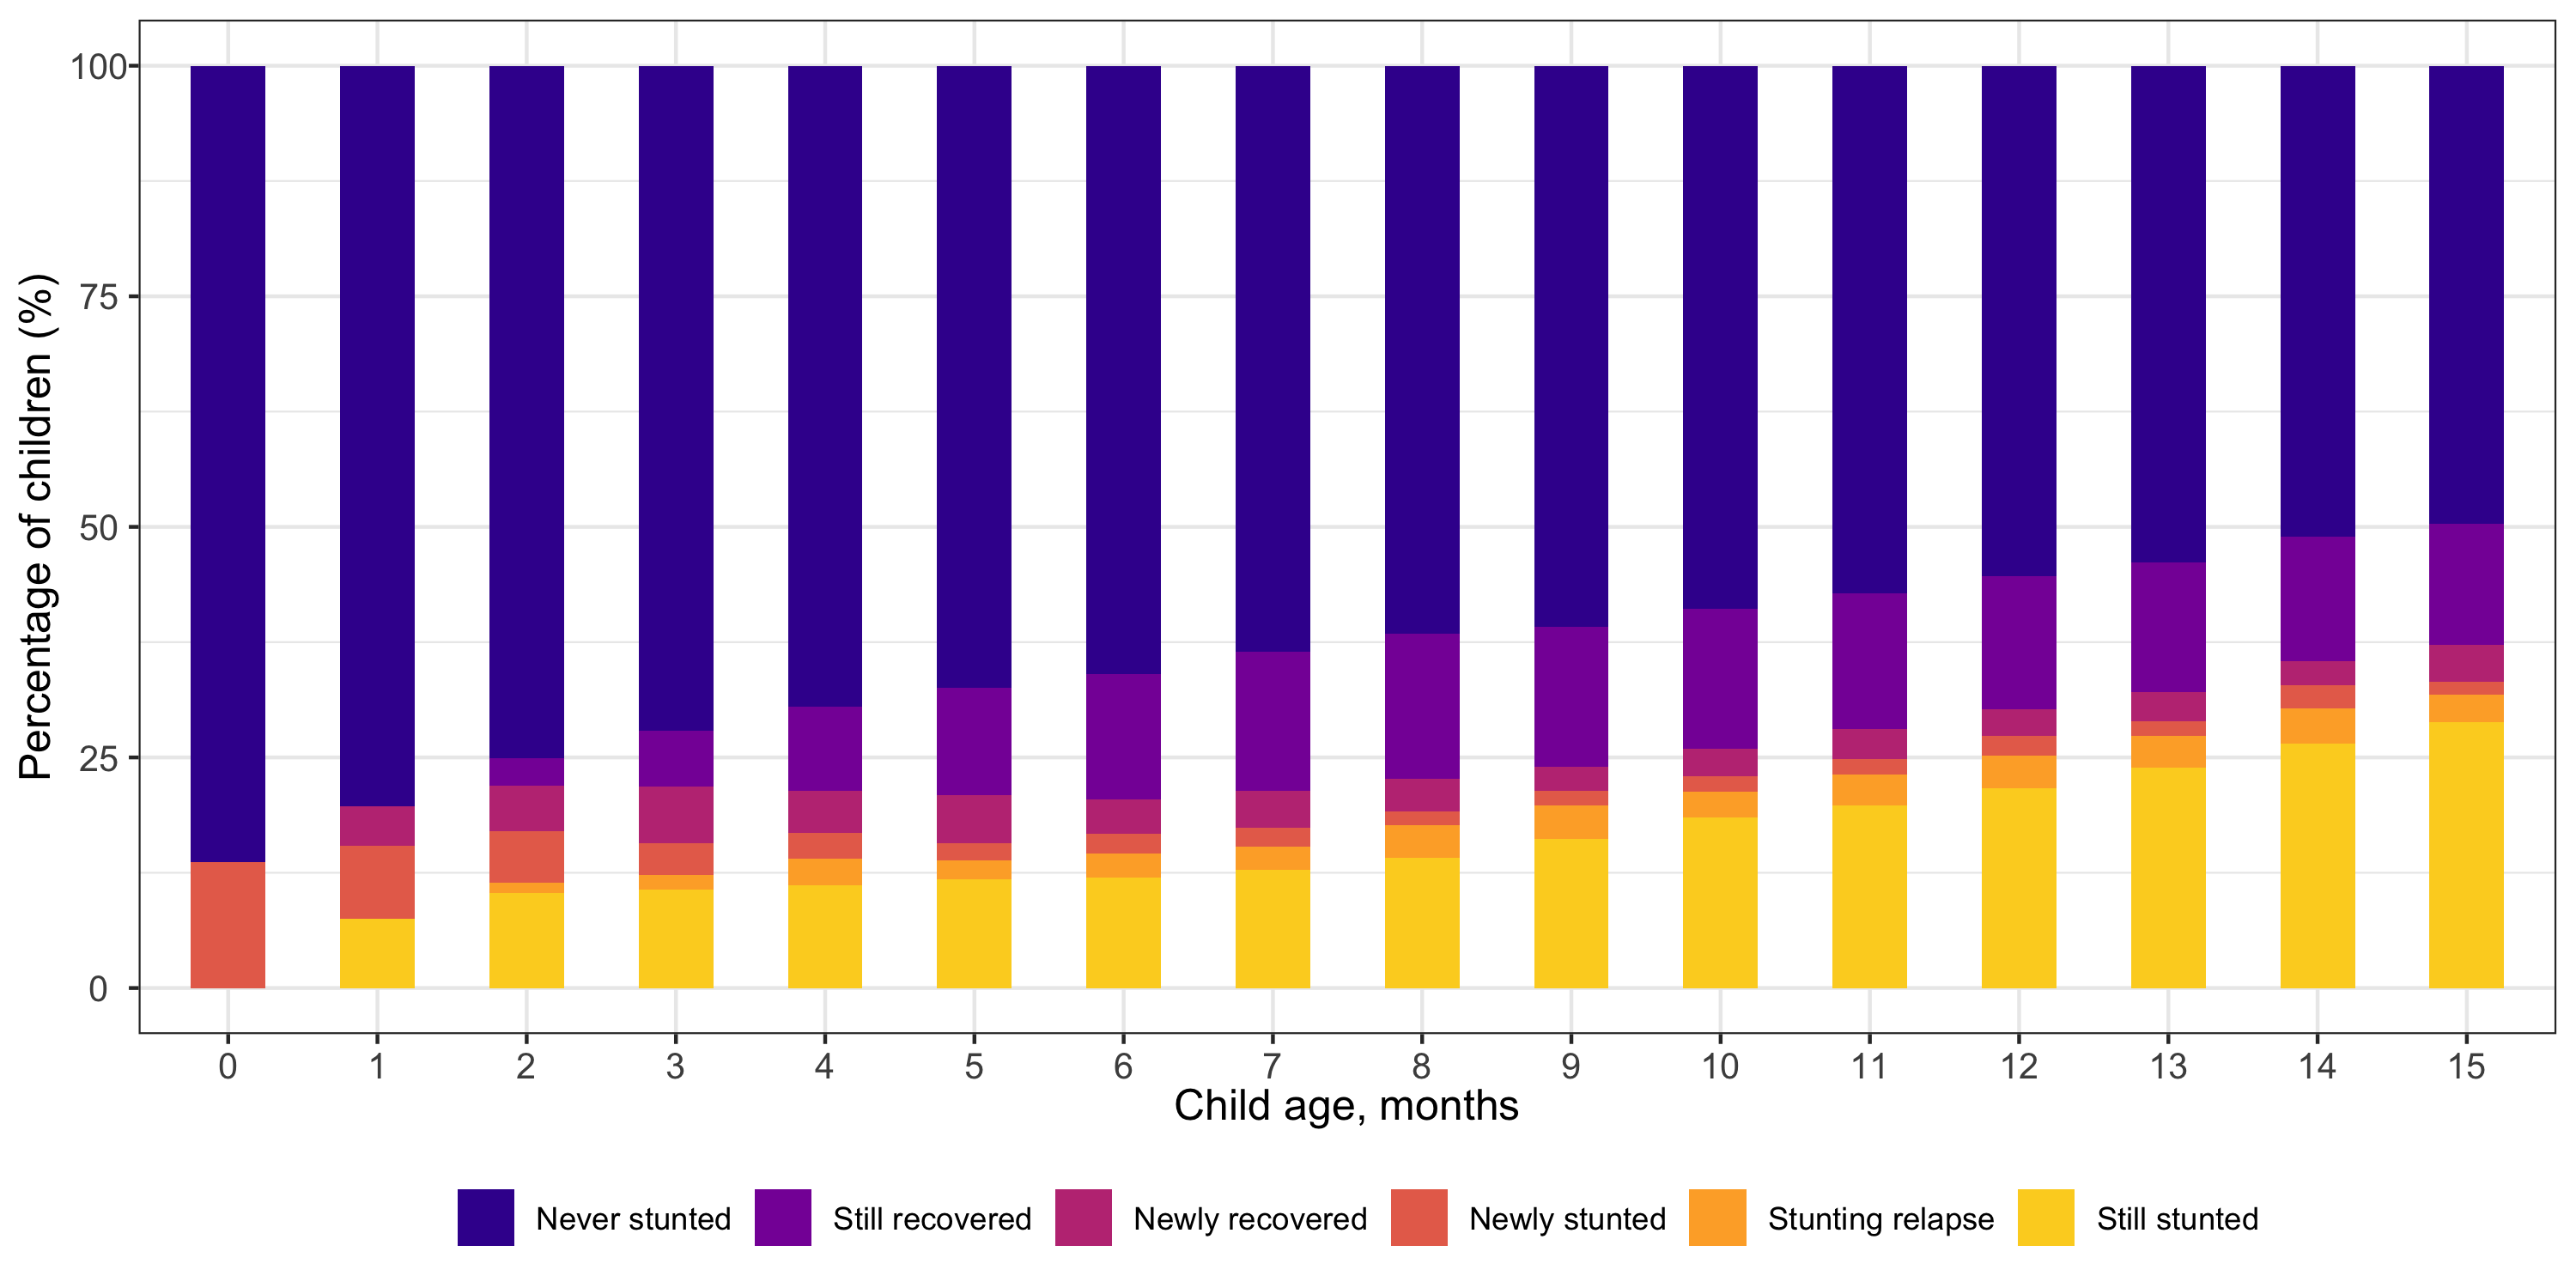 Percentage of children (%)
100
75
50
25
0
0 1 2 3 4 5 6 7 8 9 10 11 12 13 14 15
Child age, months
Never stunted Still recovered Newly recovered Newly stunted Stunting relapse Still stunted